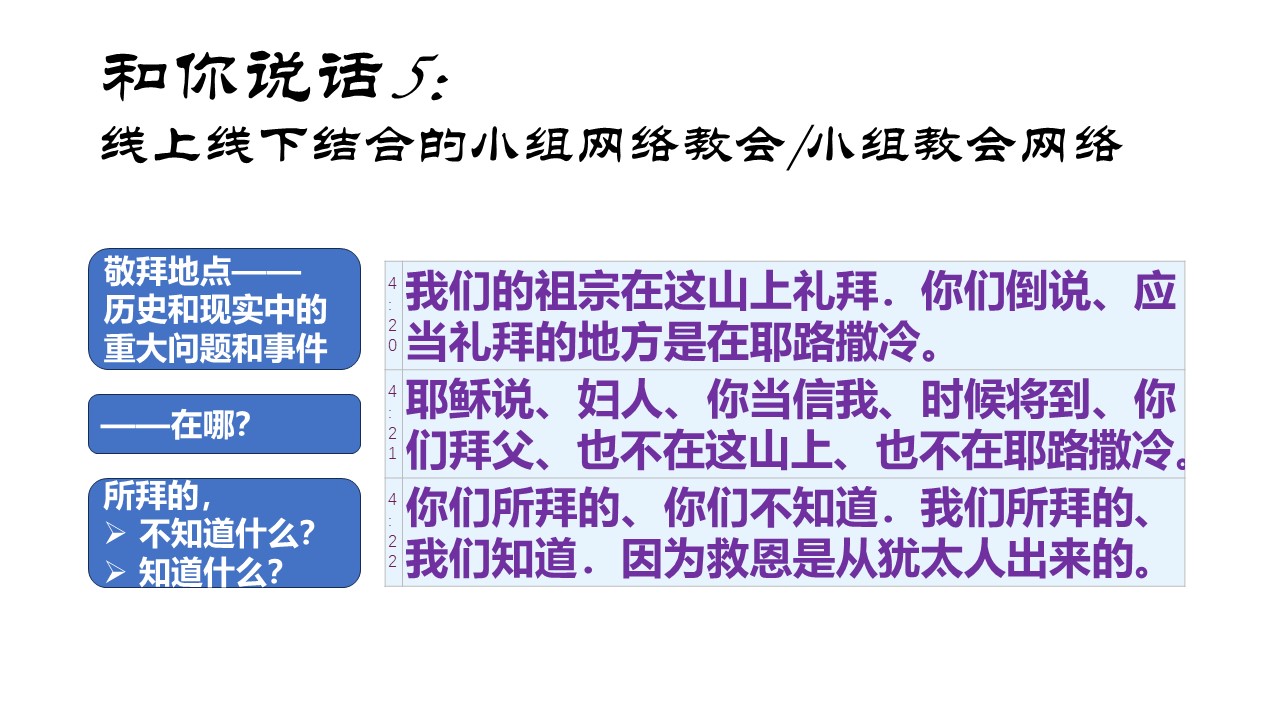 和你说话5：
线上线下结合的小组网络教会/小组教会网络
敬拜地点——
历史和现实中的
重大问题和事件
——在哪？
所拜的，
➢ 不知道什么？
➢ 知道什么？
4:20 我们的祖宗在这山上礼拜．你们倒说、应
当礼拜的地方是在耶路撒冷。
4:21 耶稣说、妇人、你当信我、时候将到、你
们拜父、也不在这山上、也不在耶路撒冷。
4:22 你们所拜的、你们不知道．我们所拜的、
我们知道．因为救恩是从犹太人出来的。